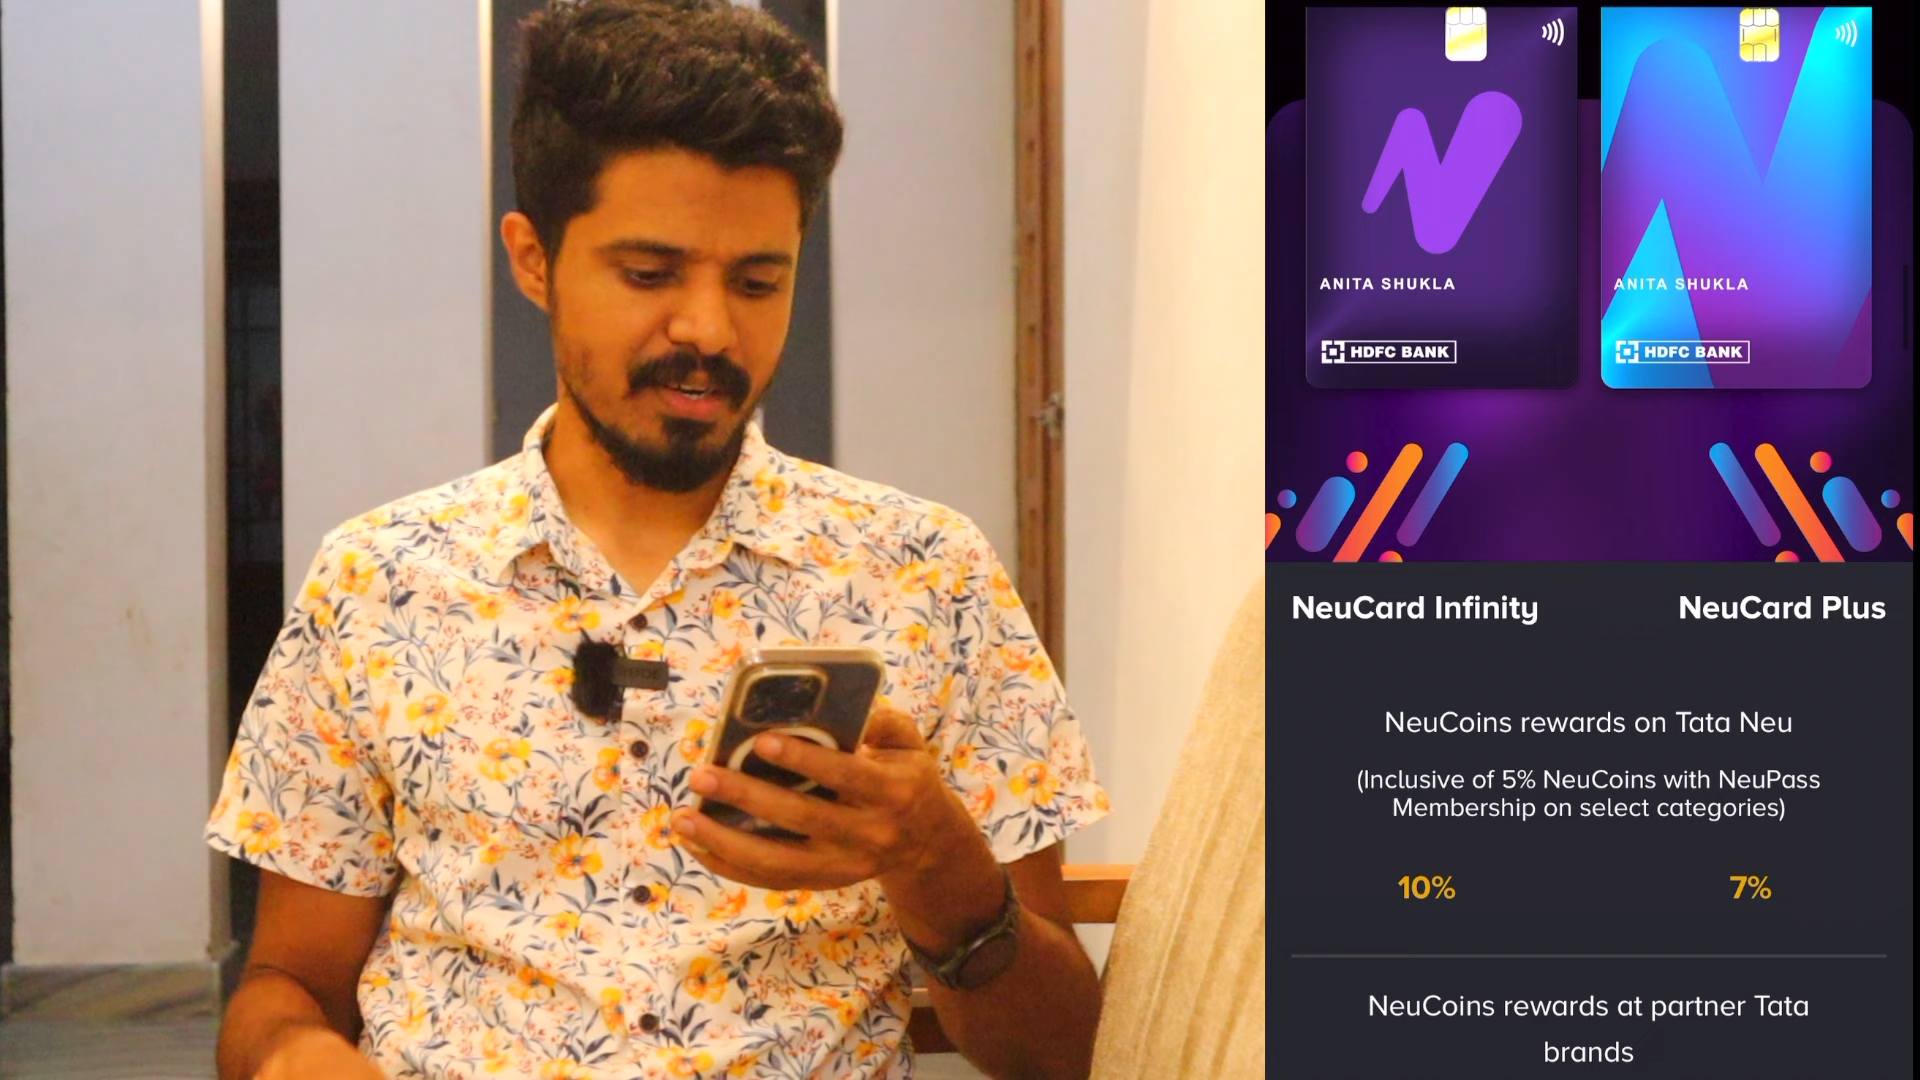 ANITA SHUKLA
HDFC BANK
ANITA SHUKLA
HDFC BANK
NeuCard Infinity
NeuCard Plus
NeuCoins rewards on Tata Neu
(Inclusive of 5% NeuCoins with NeuPass
Membership on select categories)
10%
7%
NeuCoins rewards at partner Tata
brands